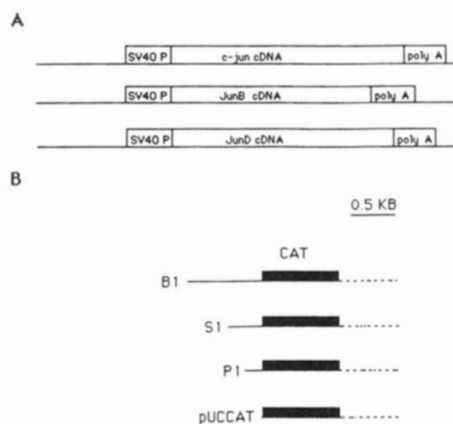 A
SV40 P c-jun cDNA poly A
SV40 P JunB cDNA poly A
SV40 P JunD cDNA poly A
B
0.5 KB
CAT
B1
S1
P1
pUCCAT